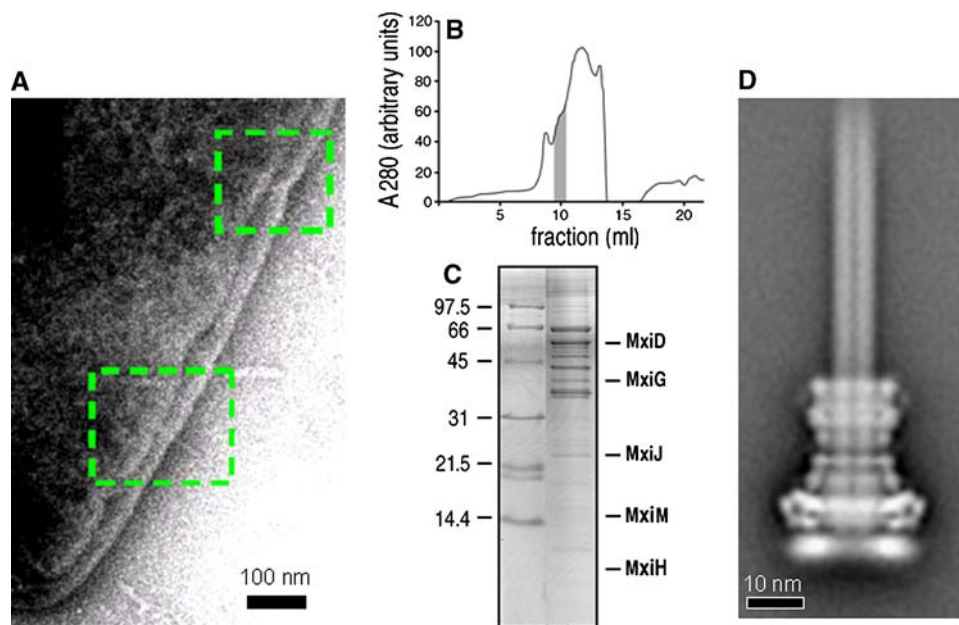 A
100 nm
B
A280 (arbitrary units)
120
100
80
60
40
20
0
5
10
15
20
fraction (ml)
C
97.5
66
45
31
21.5
14.4
MxiD
MxiG
MxiJ
MxiM
MxiH
D
10 nm